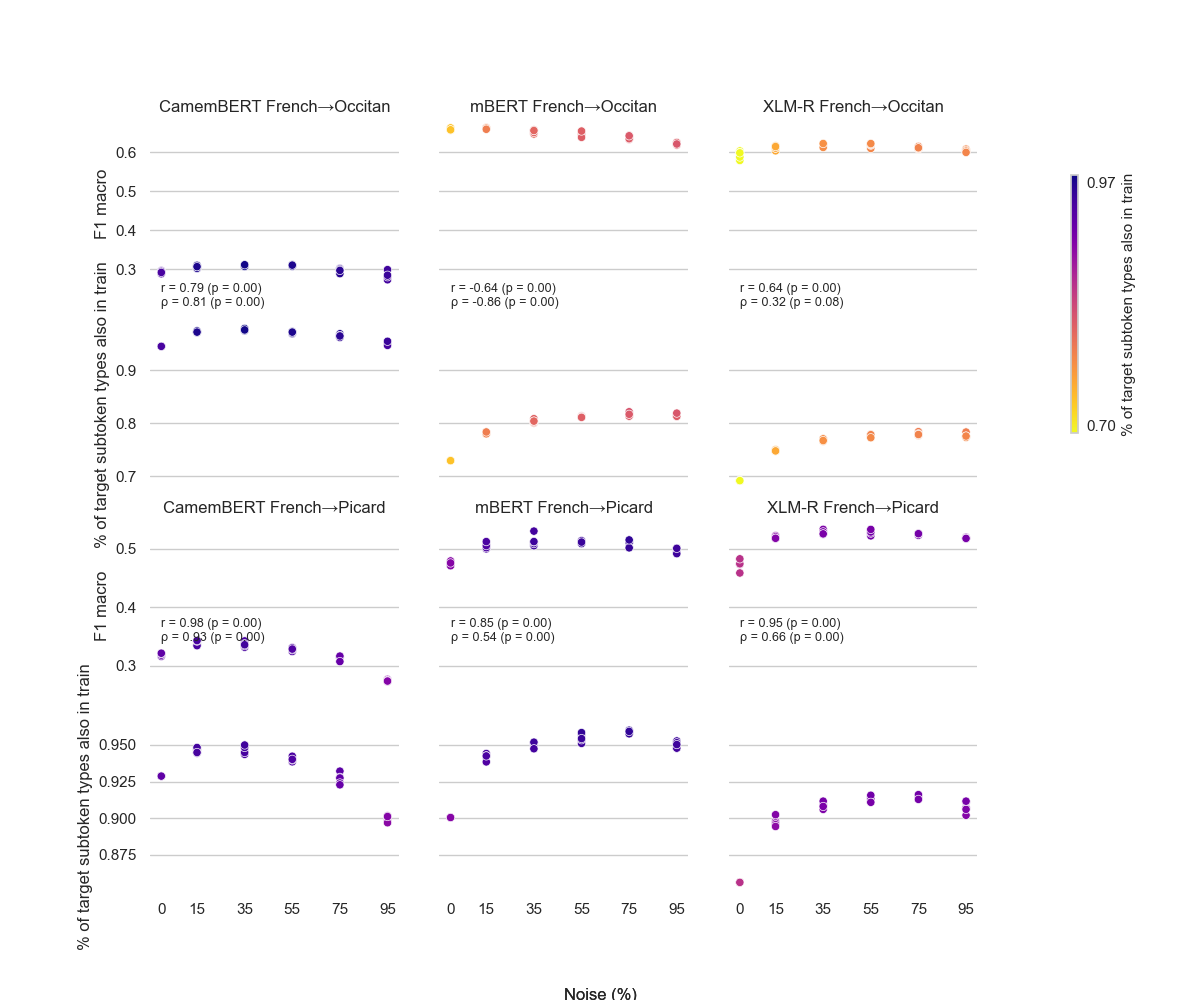 CamemBERT French→Occitan
mBERT French→Occitan
XLM-R French→Occitan
F1 macro
0.6
0.5
0.4
0.3
r = 0.79 (p = 0.00)
ρ = 0.81 (p = 0.00)
r = -0.64 (p = 0.00)
ρ = -0.86 (p = 0.00)
r = 0.64 (p = 0.00)
ρ = 0.32 (p = 0.08)
% of target subtoken types also in train
0.9
0.8
0.7
0.97
0.70
% of target subtoken types also in train
CamemBERT French→Picard
mBERT French→Picard
XLM-R French→Picard
F1 macro
0.5
0.4
0.3
r = 0.98 (p = 0.00)
ρ = 0.93 (p = 0.00)
r = 0.85 (p = 0.00)
ρ = 0.54 (p = 0.00)
r = 0.95 (p = 0.00)
ρ = 0.66 (p = 0.00)
% of target subtoken types also in train
0.950
0.925
0.900
0.875
0 15 35 55 75 95
0 15 35 55 75 95
0 15 35 55 75 95
Noise (%)